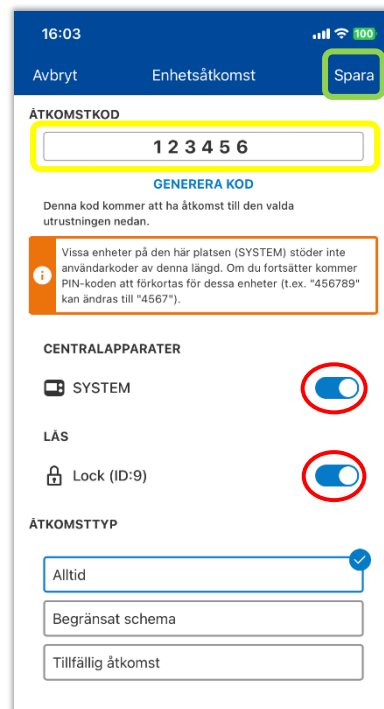 16:03
100
Avbryt
Enhetsåtkomst
Spara
ÅTKOMSTKOD
123456
GENERERA KOD
Denna kod kommer att ha åtkomst till den valda
utrustningen nedan.
Vissa enheter på den här platsen (SYSTEM) stöder inte
användarkoder av denna längd. Om du fortsätter kommer
PIN-koden att förkortas för dessa enheter (t.ex. "456789"
kan ändras till "4567").
CENTRALAPPARATER
SYSTEM
LÅS
Lock (ID:9)
ÅTKOMSTTYP
Alltid
Begränsat schema
Tillfällig åtkomst